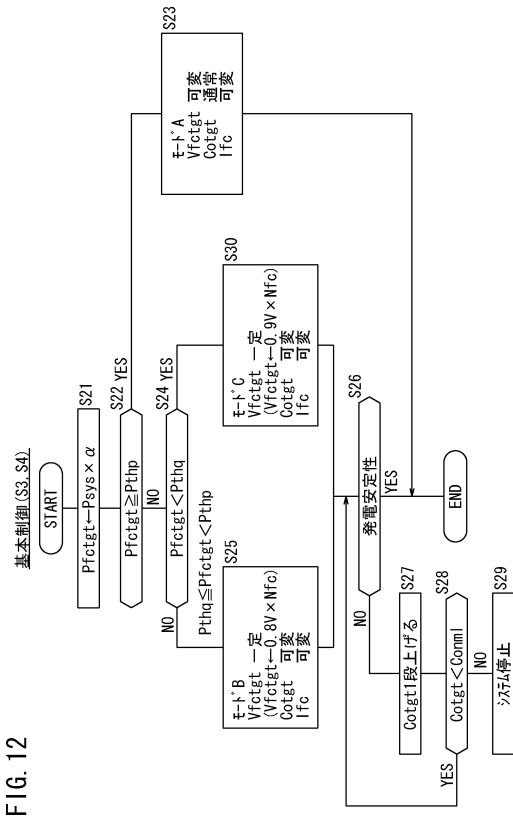 FIG. 12
基本制御(S3, S4)
START
S21
Pfctgt←Psys×α
S22
Pfctgt≧Pthp
YES
NO
S23
モードA
Vfctgt 可変
Cotgt 通常
Ifc 可変
S24
Pfctgt<Pthq
YES
NO
Pthq≦Pfctgt<Pthp
S25
モードB
Vfctgt 一定
(Vfctgt←0.8V×Nfc)
Cotgt 可変
Ifc 可変
S30
モードC
Vfctgt 一定
(Vfctgt←0.9V×Nfc)
Cotgt 可変
Ifc 可変
S26
発電安定性
NO
YES
S27
Cotgt1段上げる
S28
Cotgt<Conml
YES
NO
S29
システム停止
END